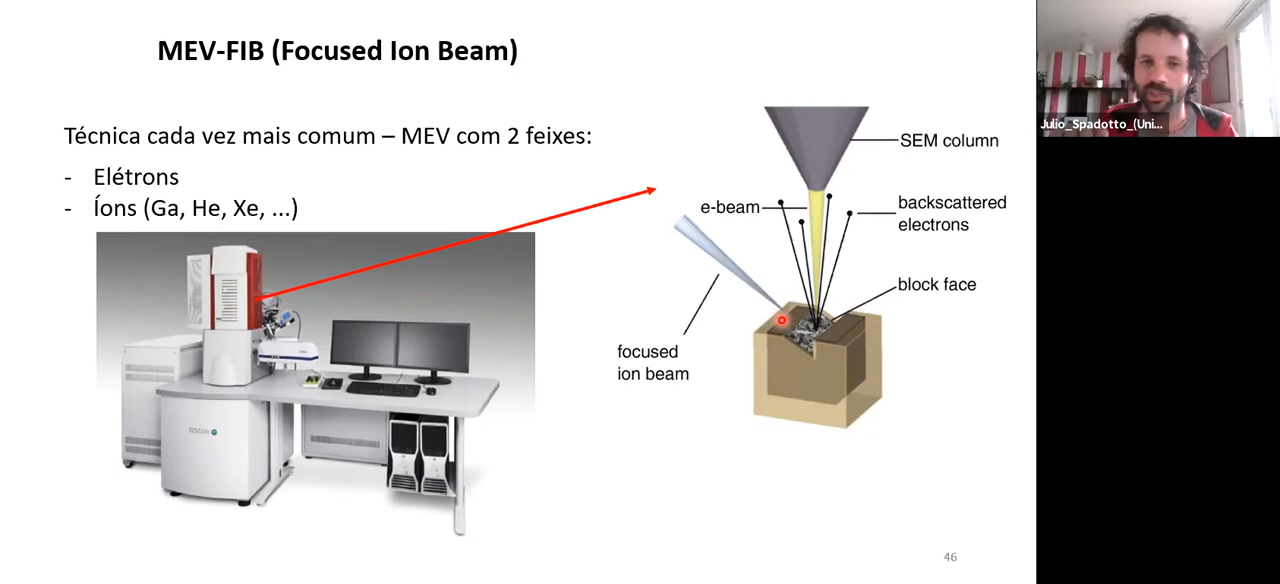 MEV-FIB (Focused Ion Beam)
Técnica cada vez mais comum – MEV com 2 feixes:
- Elétrons
- Íons (Ga, He, Xe, ...)
SEM column
e-beam
backscattered
electrons
block face
focused
ion beam
TESCAN
46
Julio_Spadotto_(Uni...